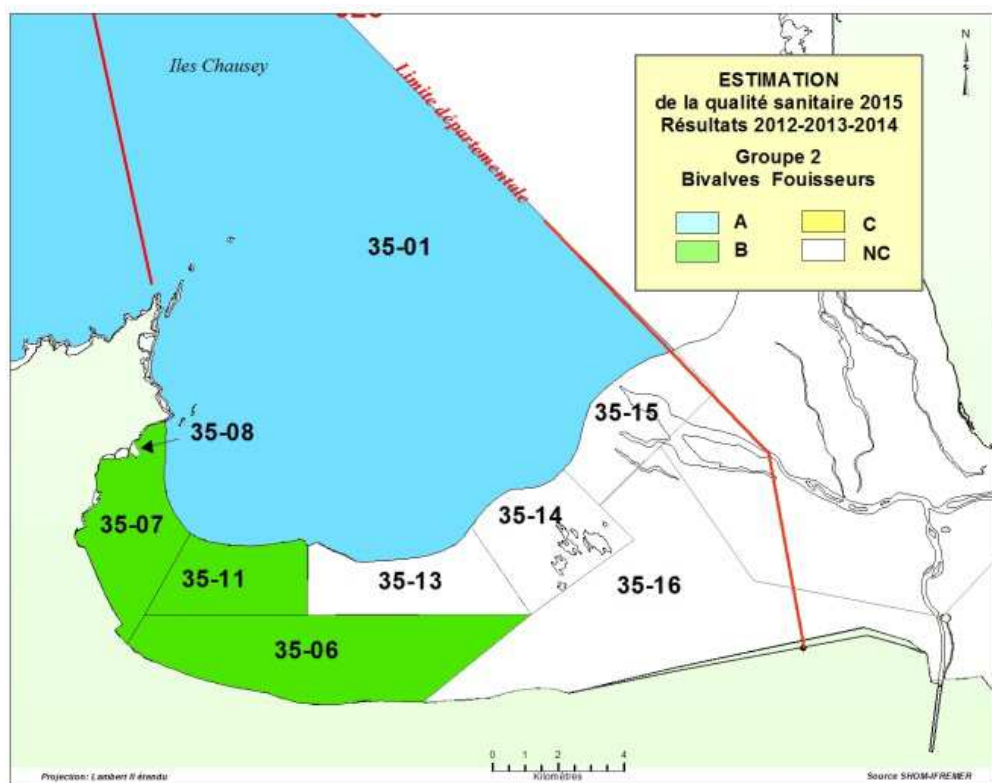 Iles Chausey
Limite départementale
N
S
ESTIMATION
de la qualité sanitaire 2015
Résultats 2012-2013-2014
Groupe 2
Bivalves Fouisseurs
A
C
B
NC
35-01
35-15
35-08
35-07
35-14
35-11
35-13
35-16
35-06
0 2 4
Kilomètres
Projection: Lambert II étendu
Source SHOM-IFREMER